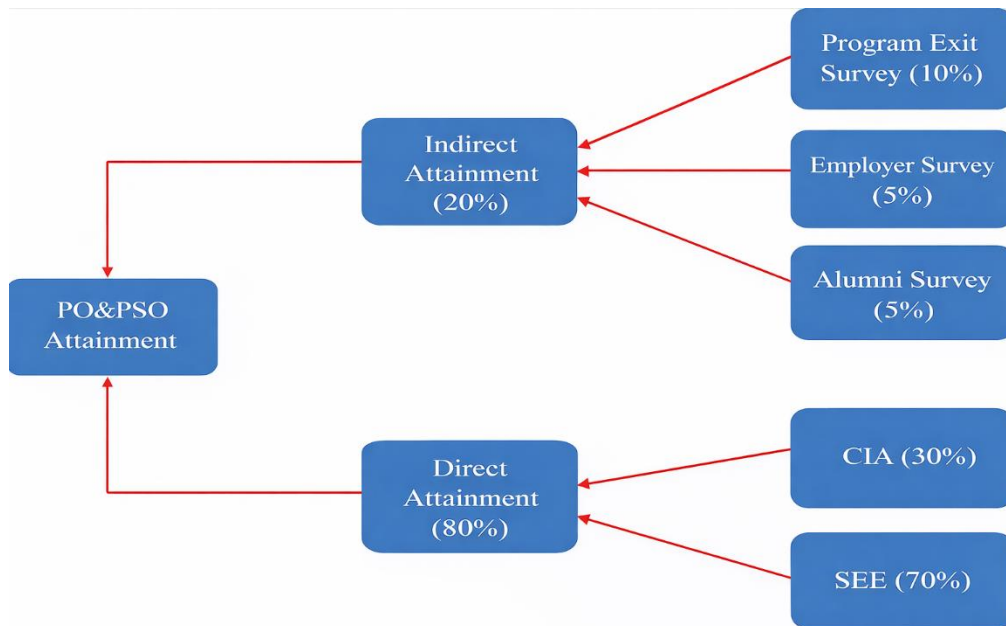 Program Exit
Survey (10%)
Indirect
Attainment
(20%)
Employer Survey
(5%)
Alumni Survey
(5%)
PO&PSO
Attainment
Direct
Attainment
(80%)
CIA (30%)
SEE (70%)